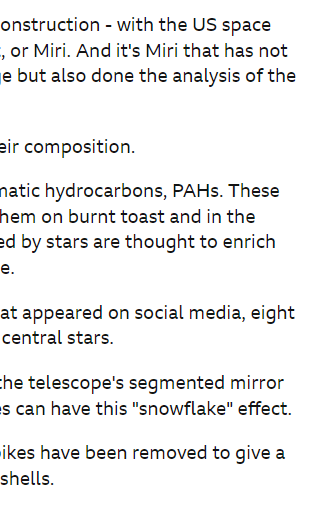 onstruction - with the US space
, or Miri. And it's Miri that has not
e but also done the analysis of the
eir composition.
matic hydrocarbons, PAHs. These
hem on burnt toast and in the
ed by stars are thought to enrich
e.
at appeared on social media, eight
central stars.
the telescope's segmented mirror
s can have this "snowflake" effect.
ikes have been removed to give a
shells.